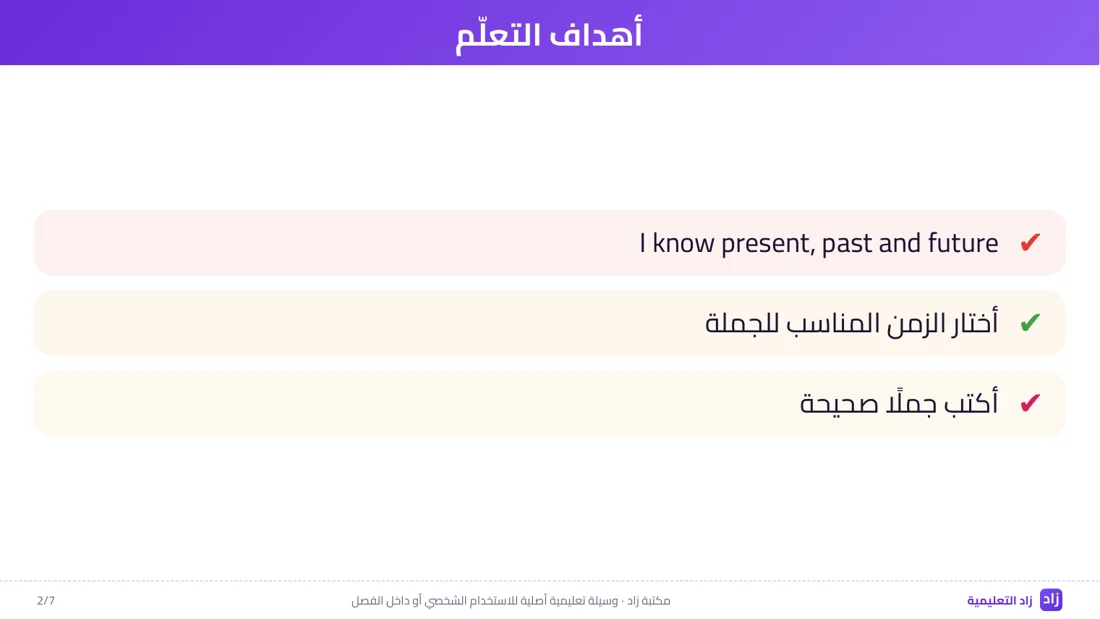 أهداف التعلّم
✔ I know present, past and future
✔ أختار الزمن المناسب للجملة
✔ أكتب جملًا صحيحة
زاد زاد التعليمية
مكتبة زاد · وسيلة تعليمية أصلية للاستخدام الشخصي أو داخل الفصل
2/7